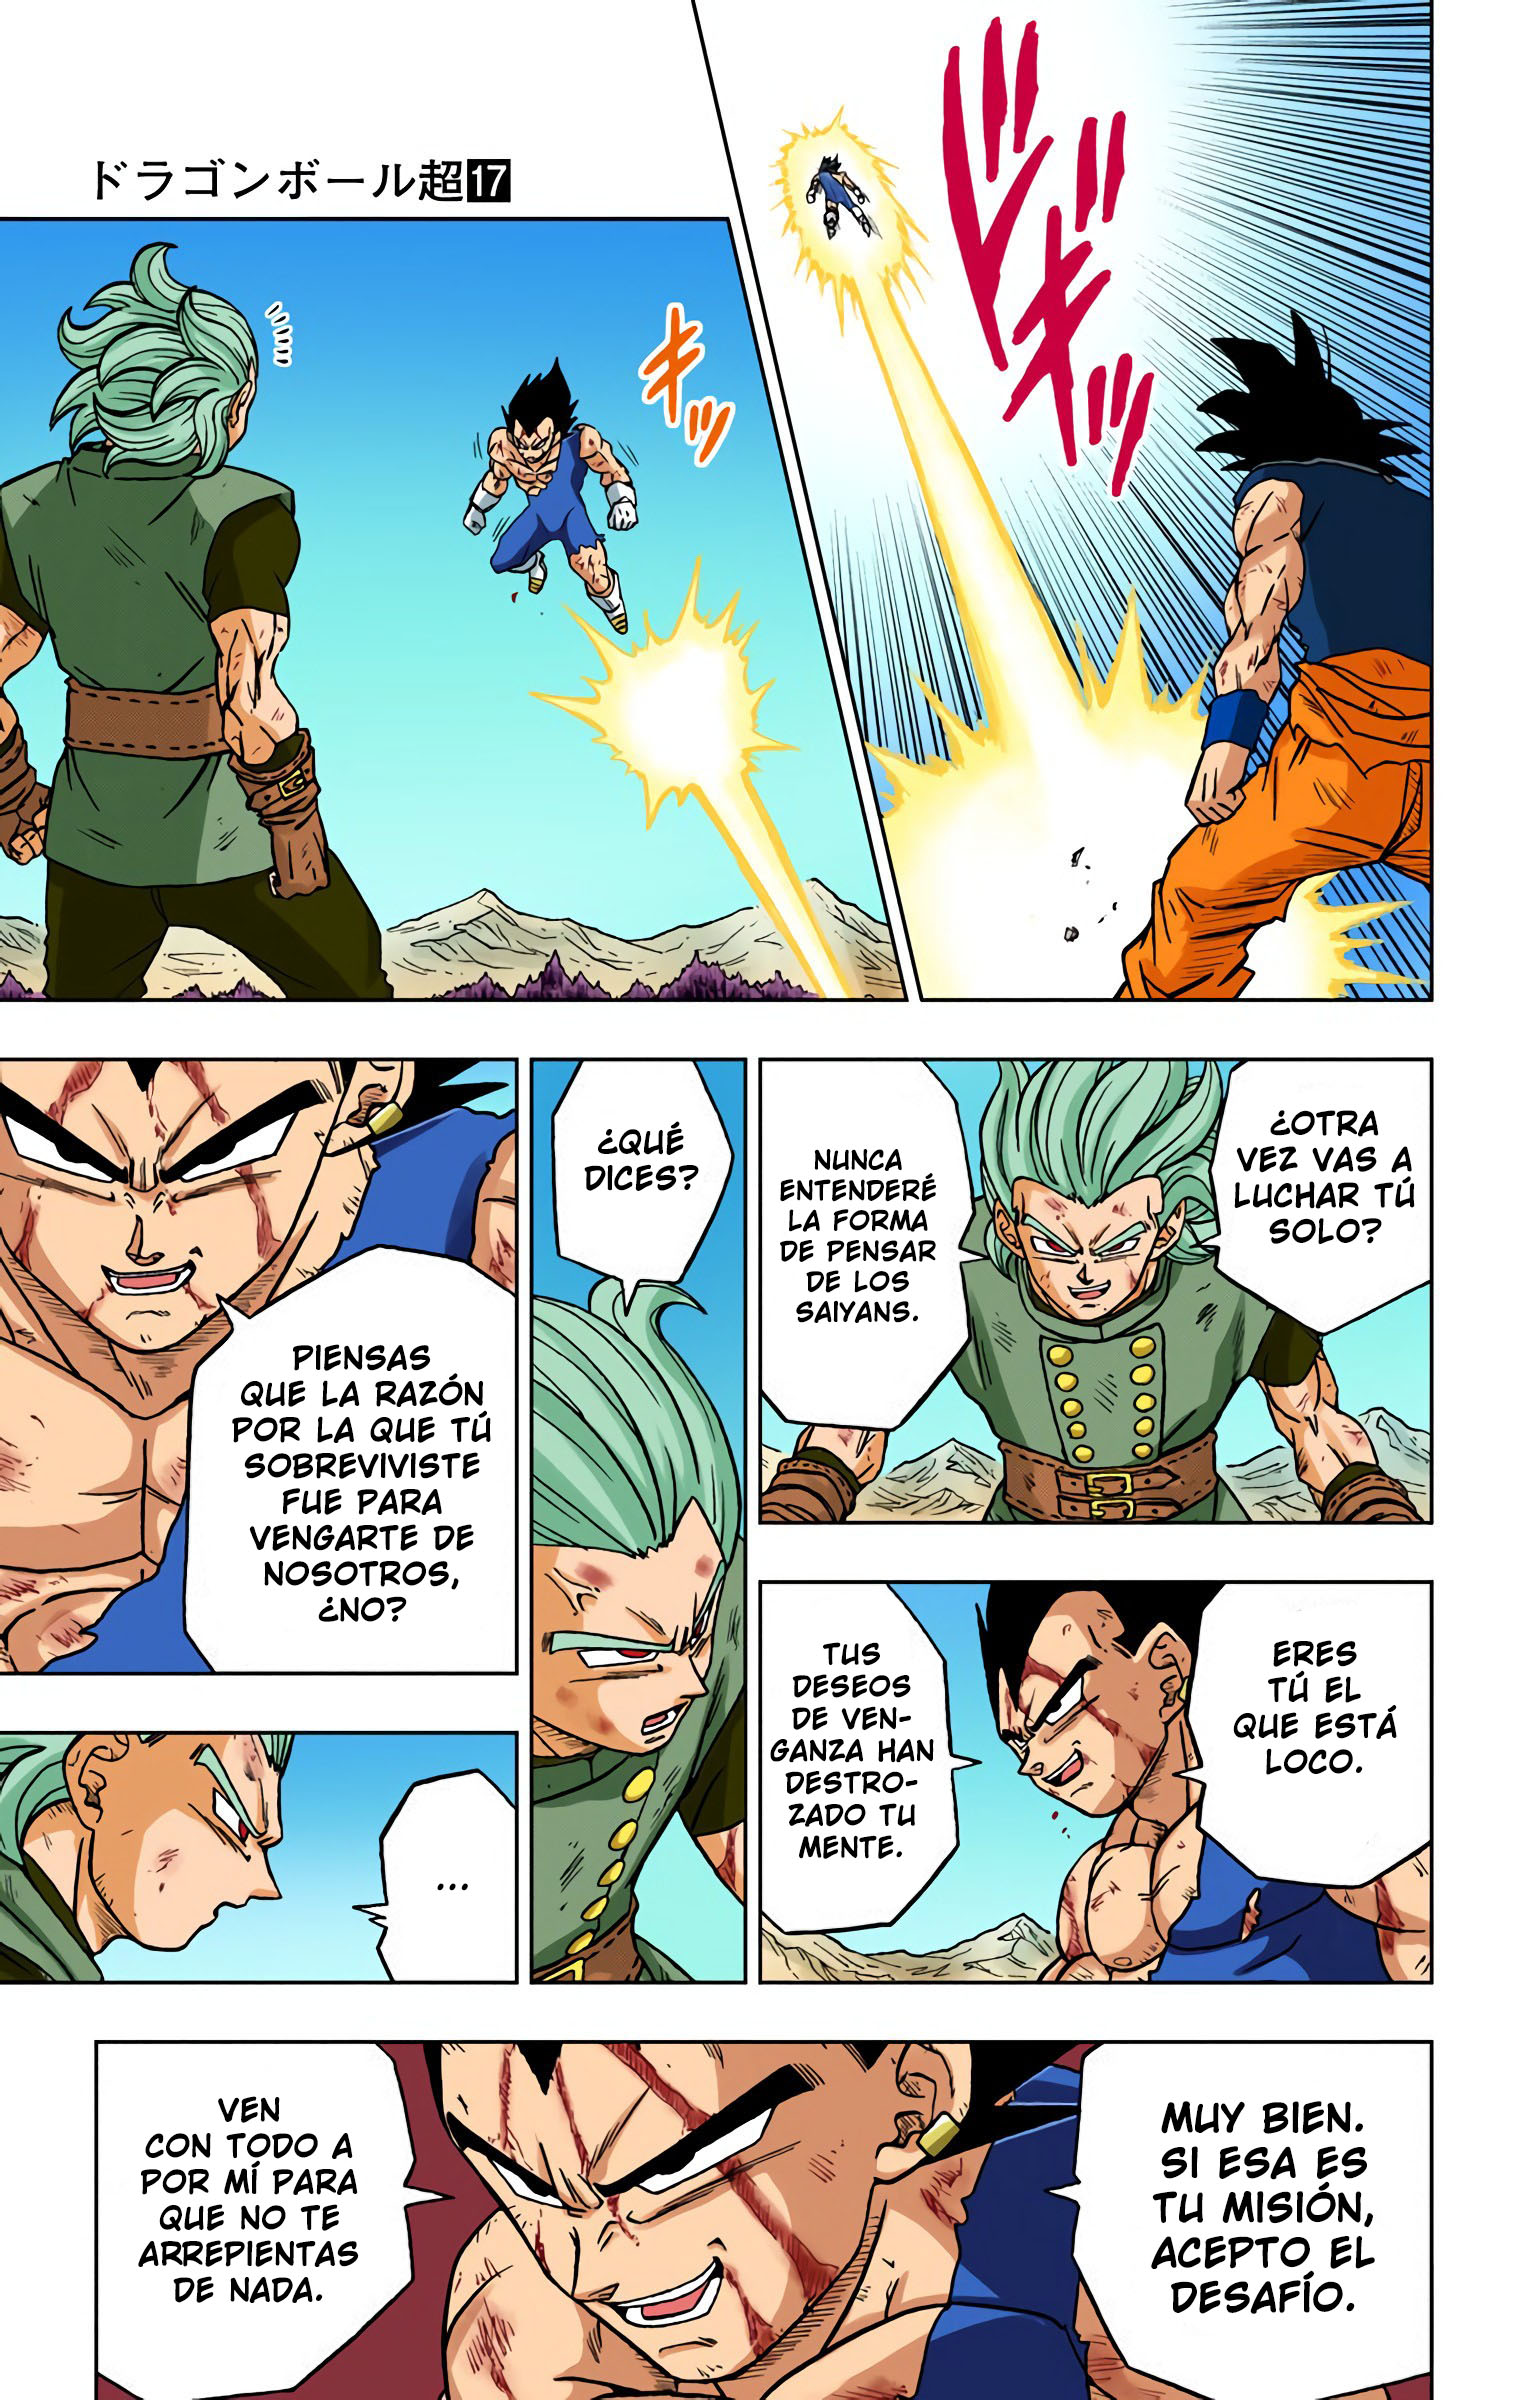 ドラゴンボール超17
ドギャッ
ギャッ
¿OTRA
VEZ VAS A
LUCHAR TÚ
SOLO?
NUNCA
ENTENDERÉ
LA FORMA
DE PENSAR
DE LOS
SAIYANS.
ERES
TÚ EL
QUE ESTÁ
LOCO.
TUS
DESEOS
DE VEN-
GANZA HAN
DESTRO-
ZADO TU
MENTE.
¿QUÉ
DICES?
PIENSAS
QUE LA RAZÓN
POR LA QUE TÚ
SOBREVIVISTE
FUE PARA
VENGARTE DE
NOSOTROS,
¿NO?
...
MUY BIEN.
SI ESA ES
TU MISIÓN,
ACEPTO EL
DESAFÍO.
VEN
CON TODO A
POR MÍ PARA
QUE NO TE
ARREPIENTAS
DE NADA.